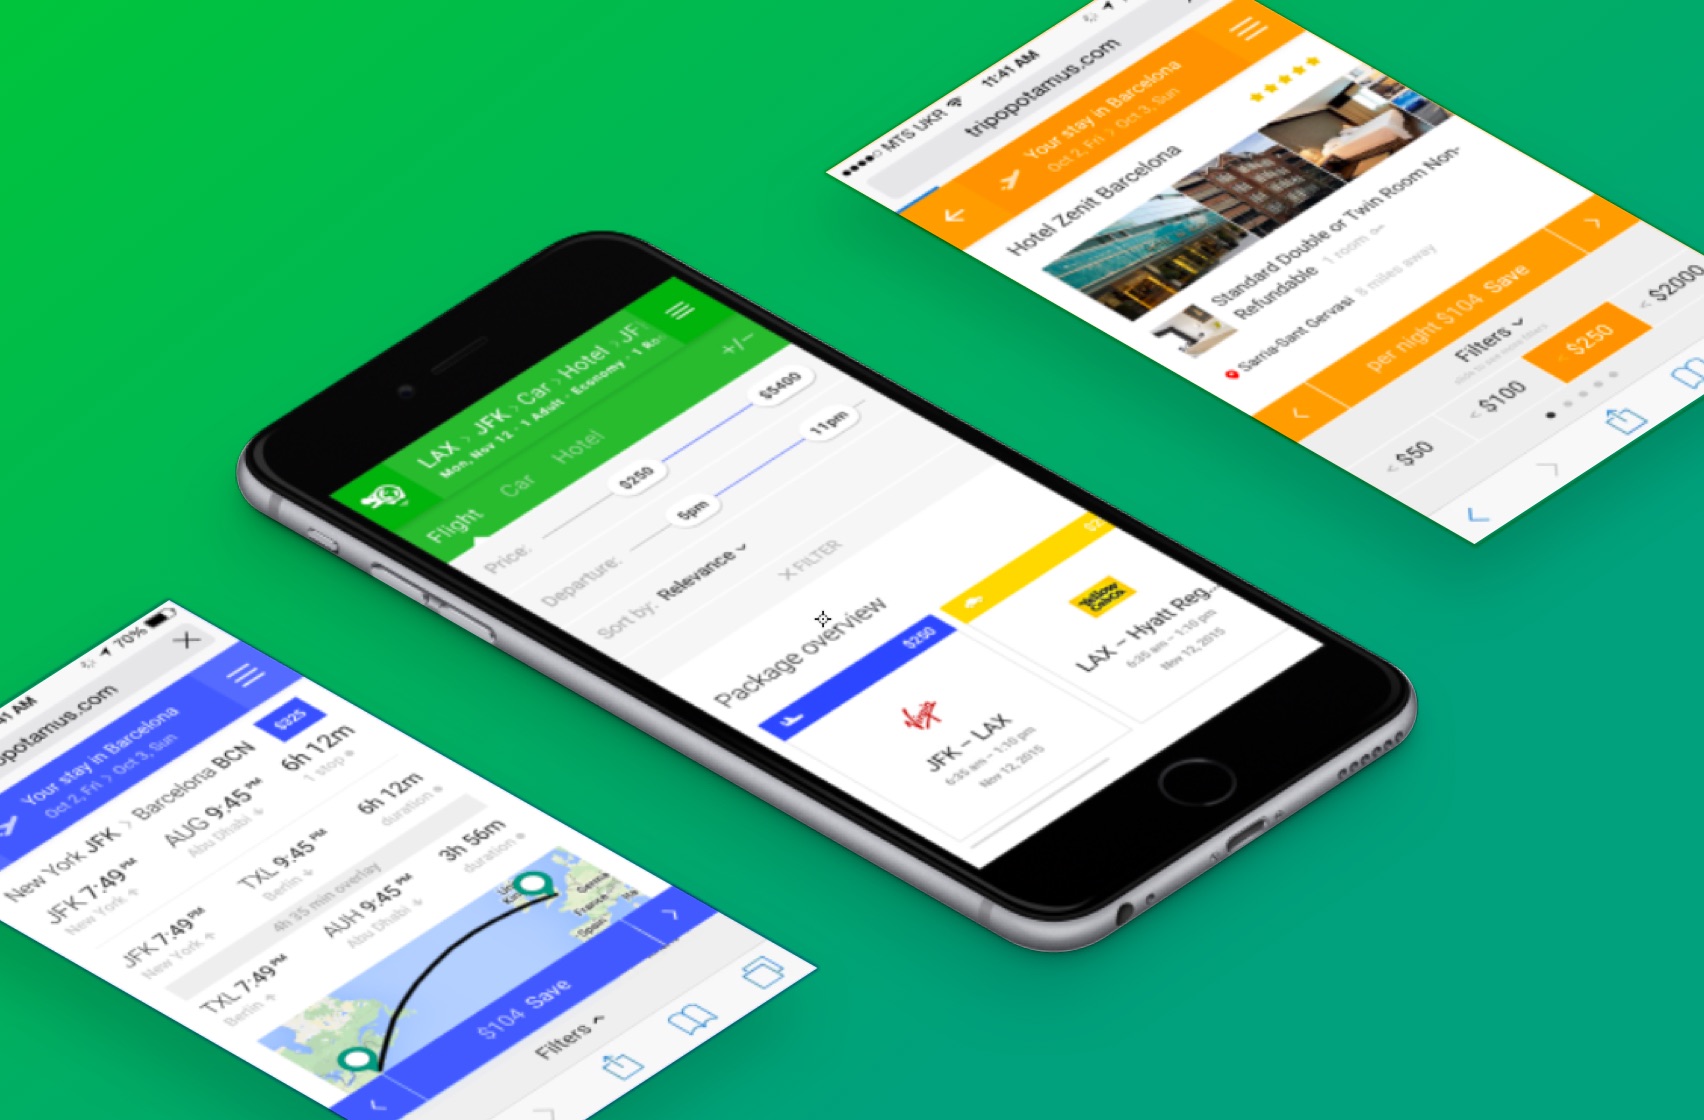 70%
41 AM
opotamus.com
Your stay in Barcelona
Oct 2, Fri > Oct 3, Sun
New York JFK > Barcelona BCN
$325
JFK 7:49 PM
New York
AUG 9:45 PM
Abu Dhabi
6h 12m
1 stop
JFK 7:49 PM
New York
TXL 9:45 PM
Berlin
6h 12m
duration
4h 35 min overlay
TXL 7:49 PM
Berlin
AUH 9:45 PM
Abu Dhabi
3h 56m
duration
France
Spain
$104 Save
Filters
LAX > JFK > Car > Hotel > JF
Mon, Nov 12 · 1 Adult · Economy · 1 Ro
Flight Car Hotel +/−
Price: $250 $5400
Departure: 5pm 11pm
Sort by: Relevance
FILTER
Package overview
$250
Virgin
JFK – LAX
6:35 am – 1:10 pm
Nov 12, 2015
Yellow
LAX – Hyatt Reg...
6:35 am – 1:10 pm
Nov 12, 2015
MTS UKR 11:41 AM
tripopotamus.com
Your stay in Barcelona
Oct 2, Fri > Oct 3, Sun
Hotel Zenit Barcelona
Standard Double or Twin Room Non-
Refundable 1 room
Sarria-Sant Gervasi 8 miles away
per night $104 Save
Filters
< $50 < $100 < $250 < $2000